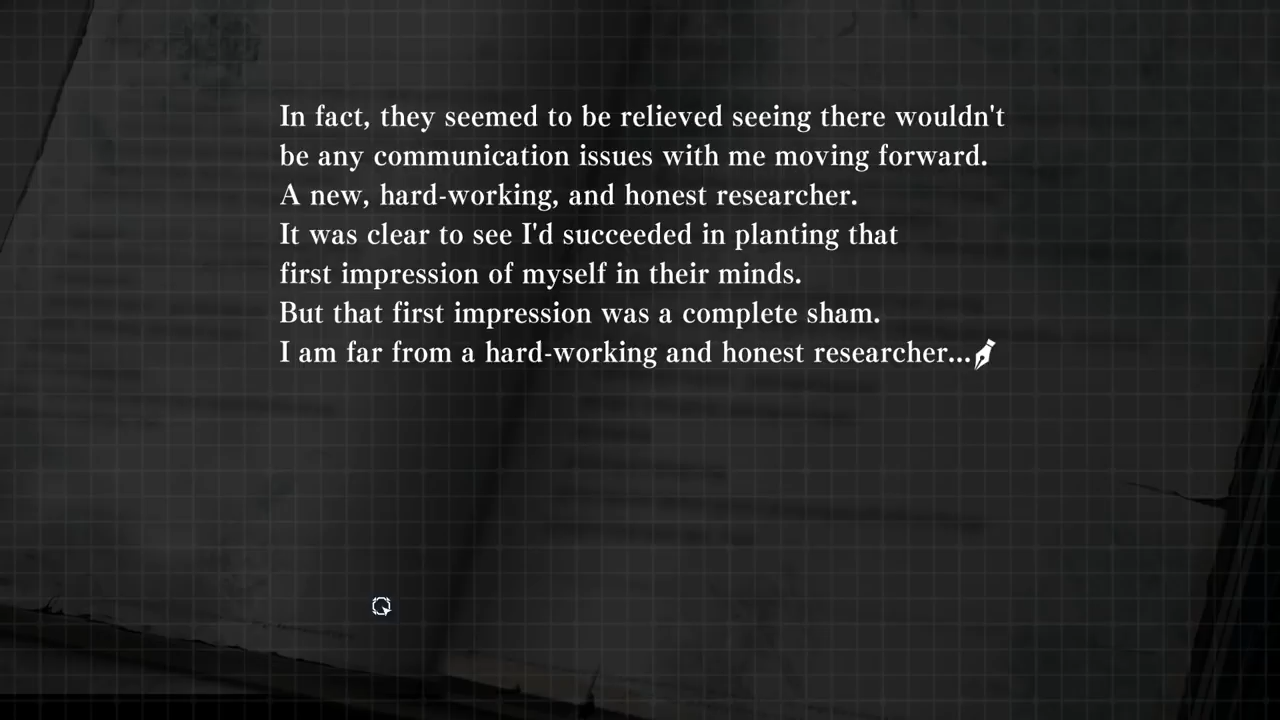 In fact, they seemed to be relieved seeing there wouldn't
be any communication issues with me moving forward.
A new, hard-working, and honest researcher.
It was clear to see I'd succeeded in planting that
first impression of myself in their minds.
But that first impression was a complete sham.
I am far from a hard-working and honest researcher...